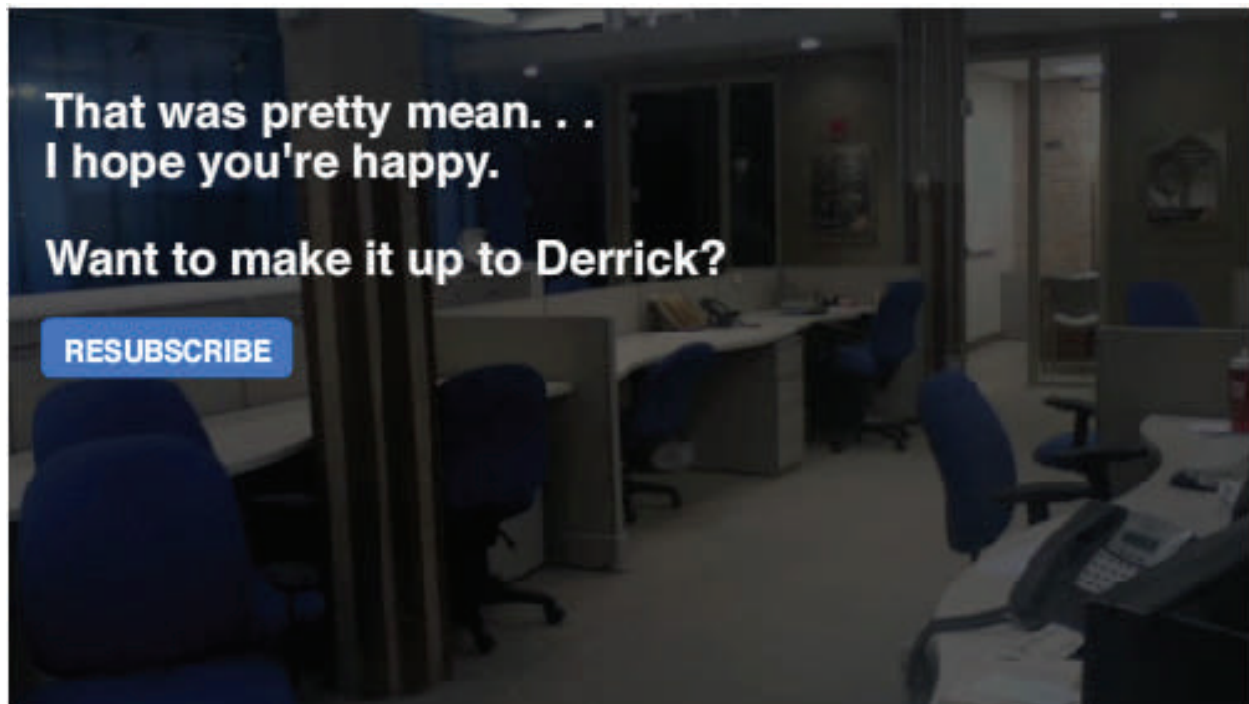 That was pretty mean. . .
I hope you're happy.
Want to make it up to Derrick?
RESUBSCRIBE